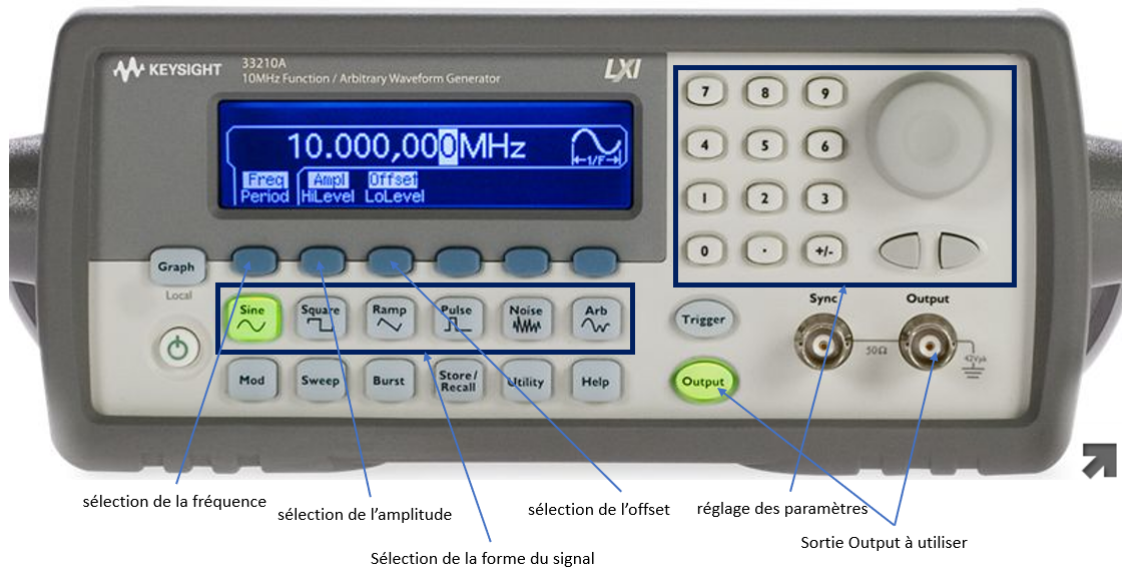 KEYSIGHT
33210A
10MHz Function / Arbitrary Waveform Generator
LXI
10.000,000MHz
1/F
Freq Ampl Offset
Period HiLevel LoLevel
7 8 9
4 5 6
1 2 3
0 . +/-
Graph
Local
Sine Square Ramp Pulse Noise Arb
Mod Sweep Burst Store/ Recall Utility Help
Trigger
Output
Sync Output
50Ω
42Vpk
sélection de la fréquence
sélection de l'amplitude
sélection de l'offset
réglage des paramètres
Sortie Output à utiliser
Sélection de la forme du signal